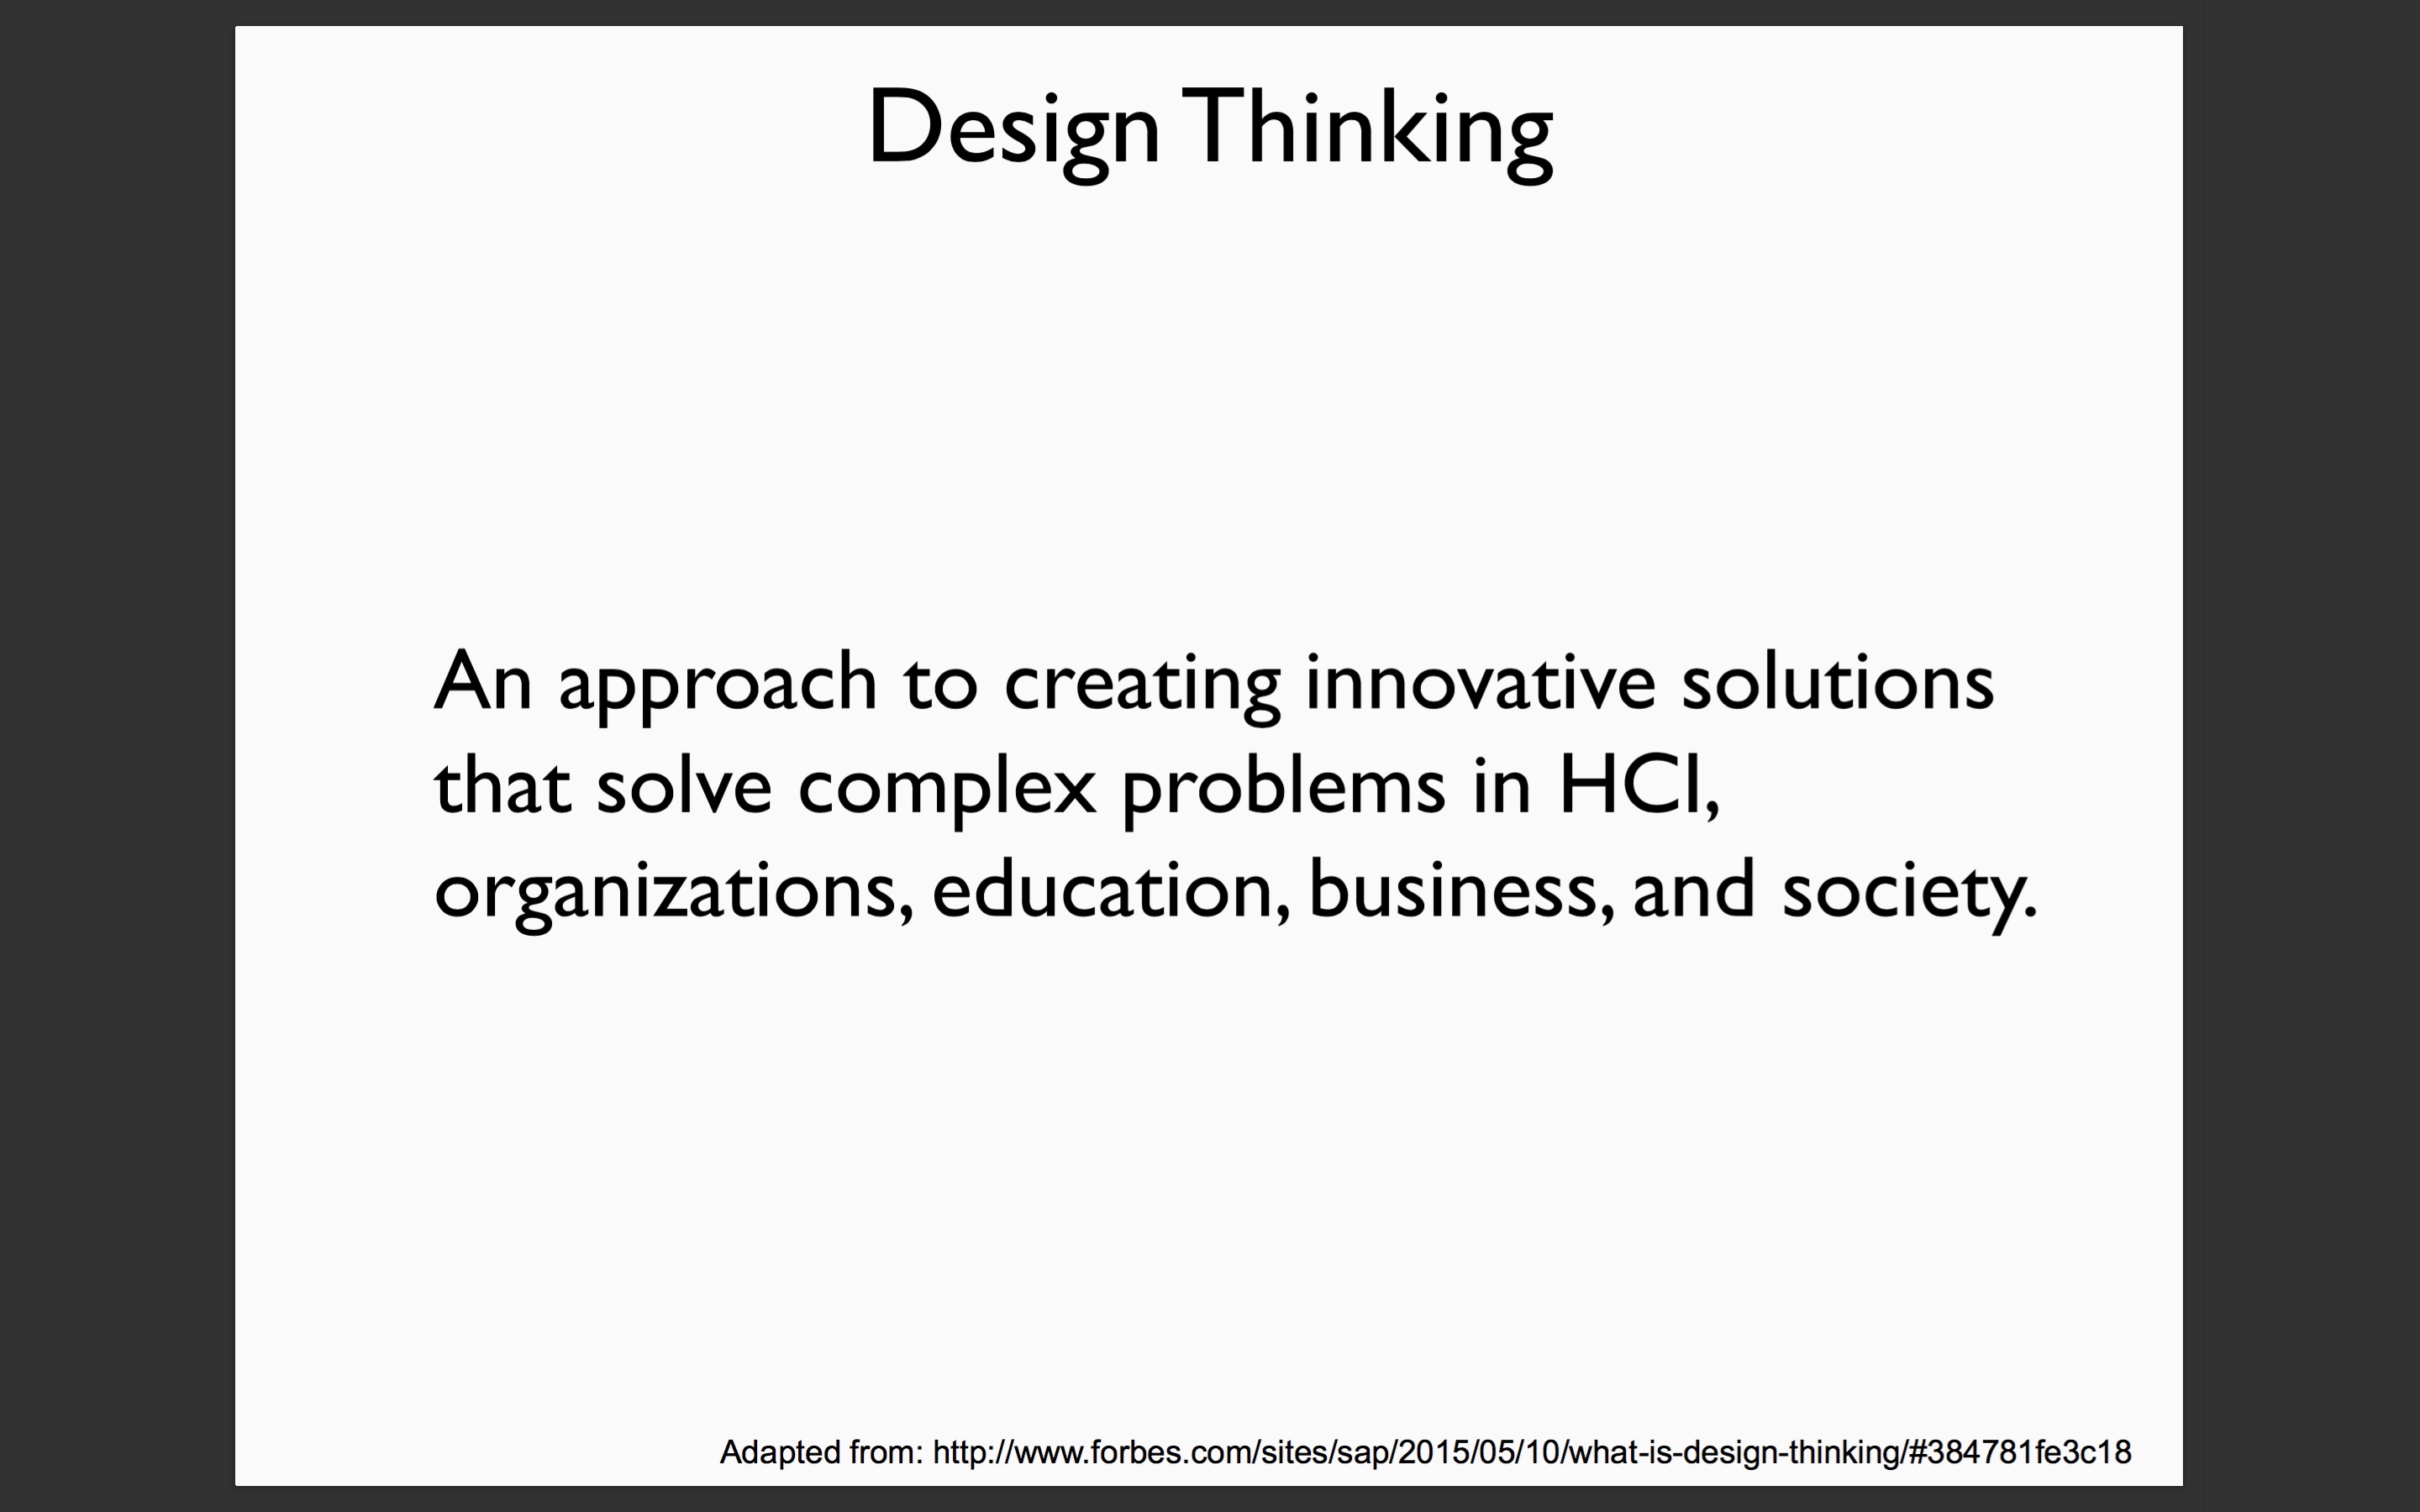 Design Thinking
An approach to creating innovative solutions
that solve complex problems in HCI,
organizations, education, business, and society.
Adapted from: http://www.forbes.com/sites/sap/2015/05/10/what-is-design-thinking/#384781fe3c18